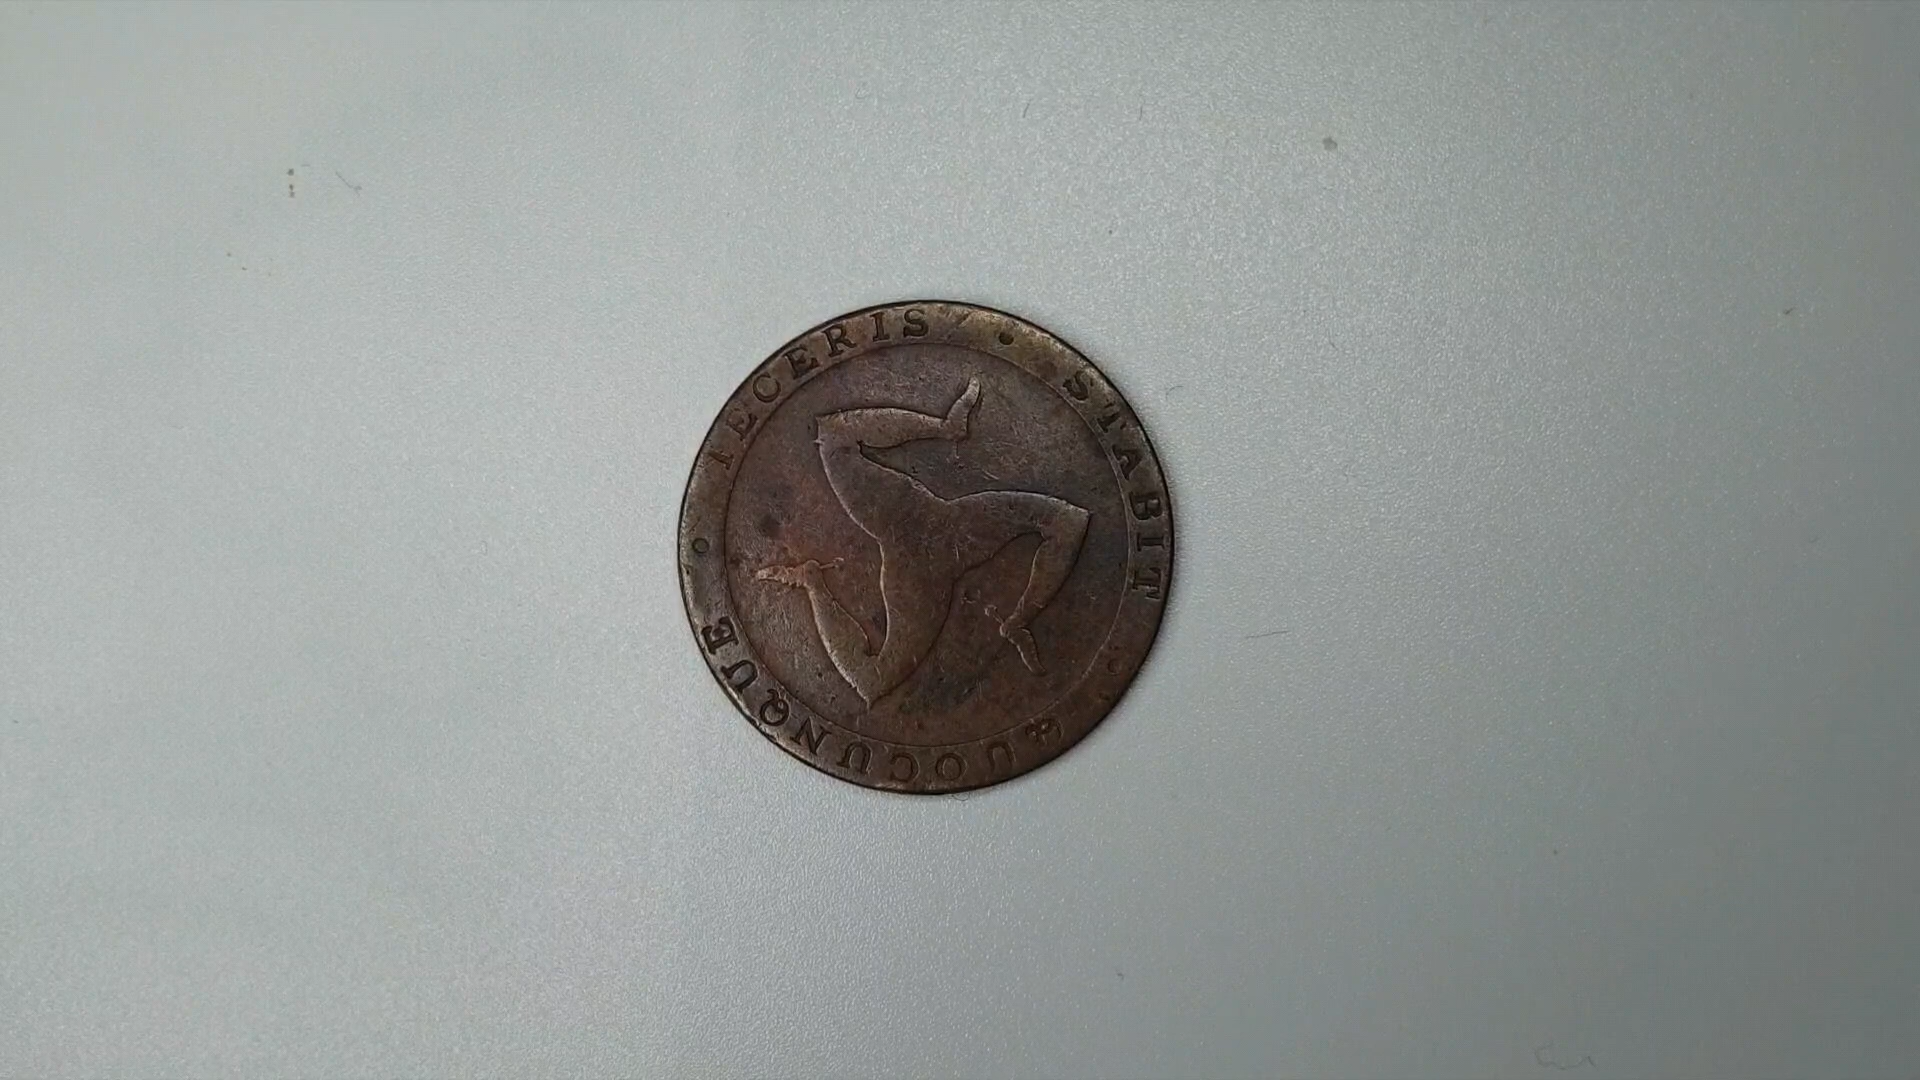 QUOCUNQUE • IECERIS • STABIT •